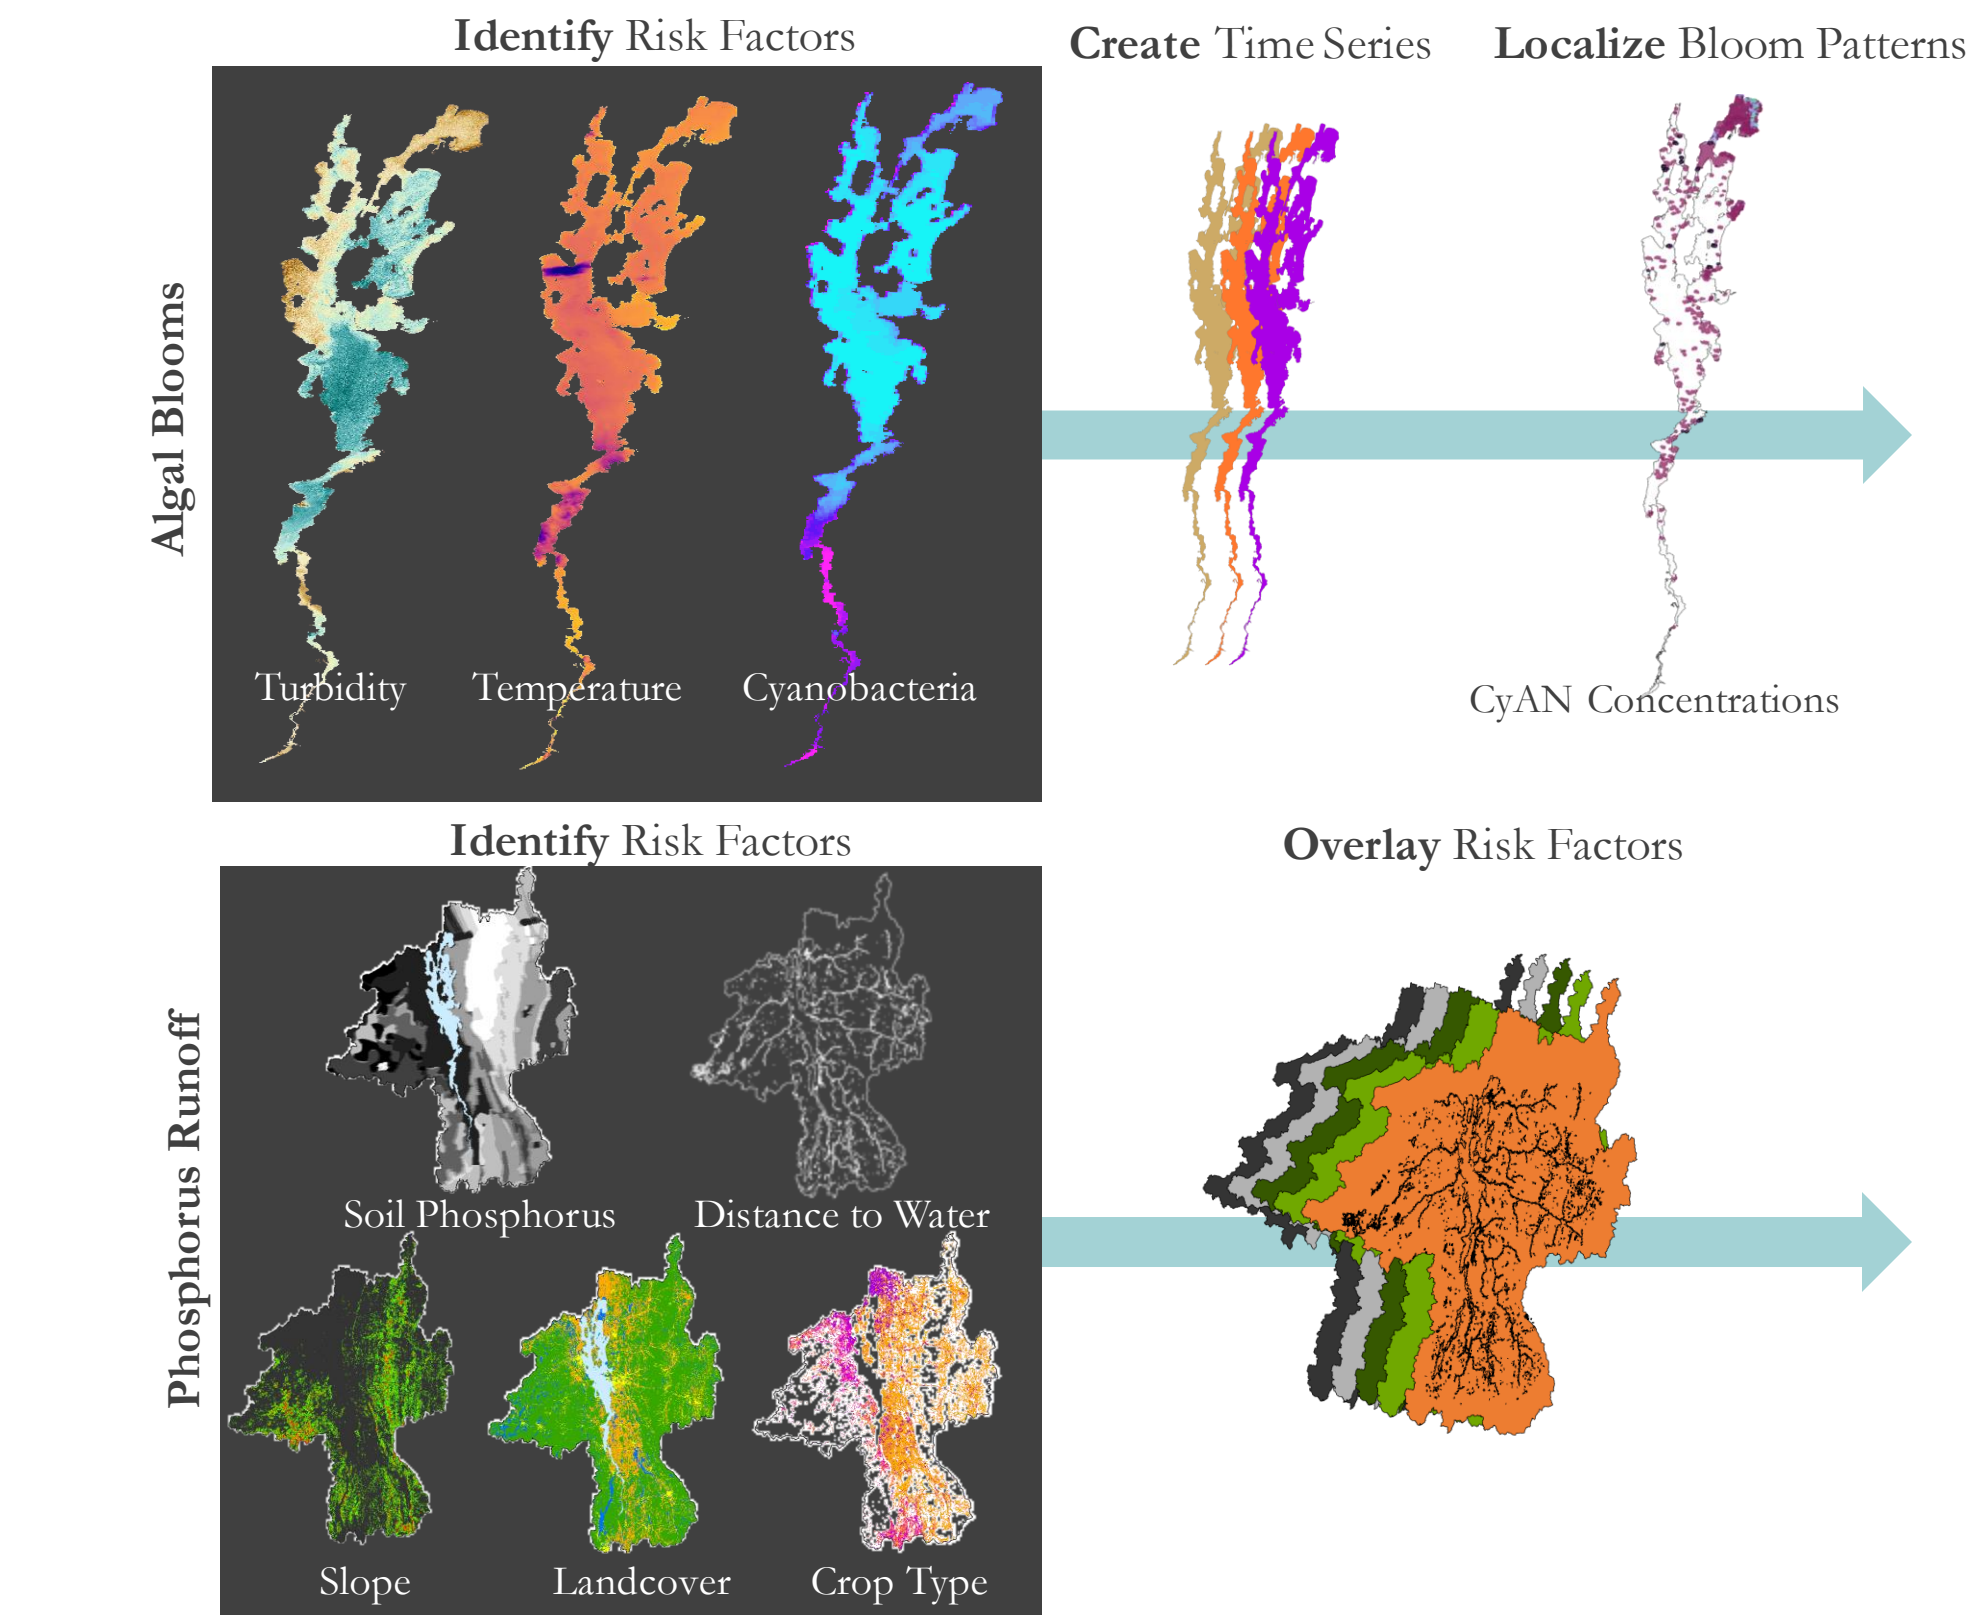 Identify Risk Factors
Create Time Series
Localize Bloom Patterns
Algal Blooms
Turbidity
Temperature
Cyanobacteria
CyAN Concentrations
Identify Risk Factors
Overlay Risk Factors
Phosphorus Runoff
Soil Phosphorus
Distance to Water
Slope
Landcover
Crop Type